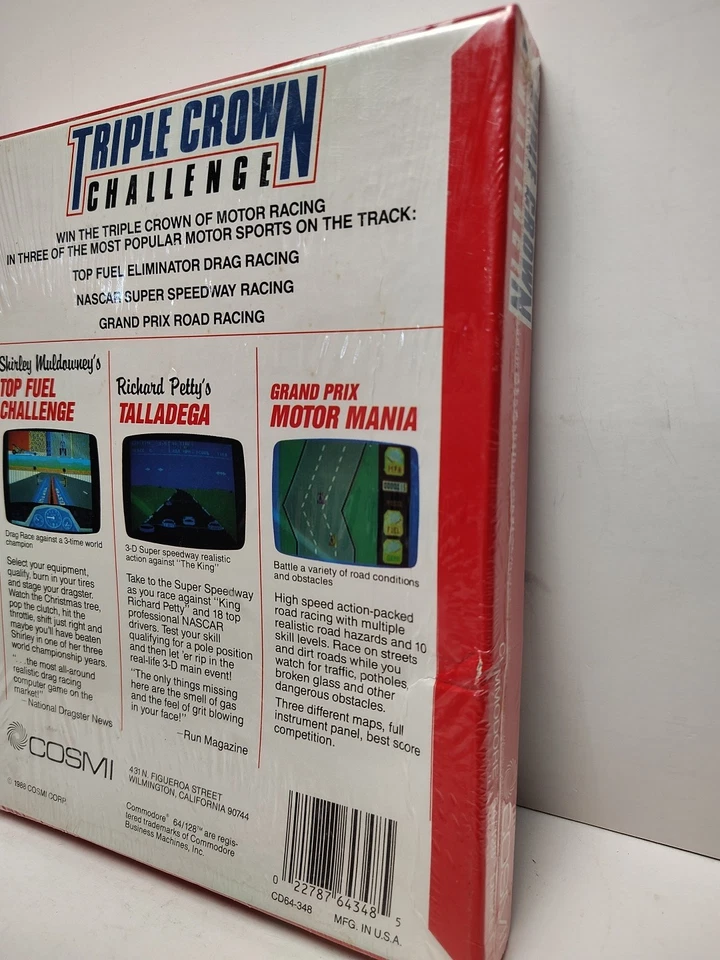 TRIPLE CROWN
CHALLENGE
WIN THE TRIPLE CROWN OF MOTOR RACING
IN THREE OF THE MOST POPULAR MOTOR SPORTS ON THE TRACK:
TOP FUEL ELIMINATOR DRAG RACING
NASCAR SUPER SPEEDWAY RACING
GRAND PRIX ROAD RACING
Shirley Muldowney's
TOP FUEL
CHALLENGE
Drag Race against a 3-time world
champion
Select your equipment,
qualify, burn in your tires
and stage your dragster.
Watch the Christmas tree,
pop the clutch, hit the
throttle, shift just right and
maybe you'll have beaten
Shirley in one of her three
world championship years.
"...the most all-around
realistic drag racing
computer game on the
market!"
—National Dragster News
Richard Petty's
TALLADEGA
3-D Super speedway realistic
action against "The King"
Take to the Super Speedway
as you race against "King
Richard Petty" and 18 top
professional NASCAR
drivers. Test your skill
qualifying for a pole position
and then let 'er rip in the
real-life 3-D main event!
"The only things missing
here are the smell of gas
and the feel of grit blowing
in your face!"
—Run Magazine
GRAND PRIX
MOTOR MANIA
MPH
FUEL
Battle a variety of road conditions
and obstacles
High speed action-packed
road racing with multiple
realistic road hazards and 10
skill levels. Race on streets
and dirt roads while you
watch for traffic, potholes,
broken glass and other
dangerous obstacles.
Three different maps, full
instrument panel, best score
competition.
COSMI
© 1988 COSMI CORP.
431 N. FIGUEROA STREET
WILMINGTON, CALIFORNIA 90744
Commodore® 64/128™ are regis-
tered trademarks of Commodore
Business Machines, Inc.
0 22787 64348 5
CD64-348 MFG. IN U.S.A.